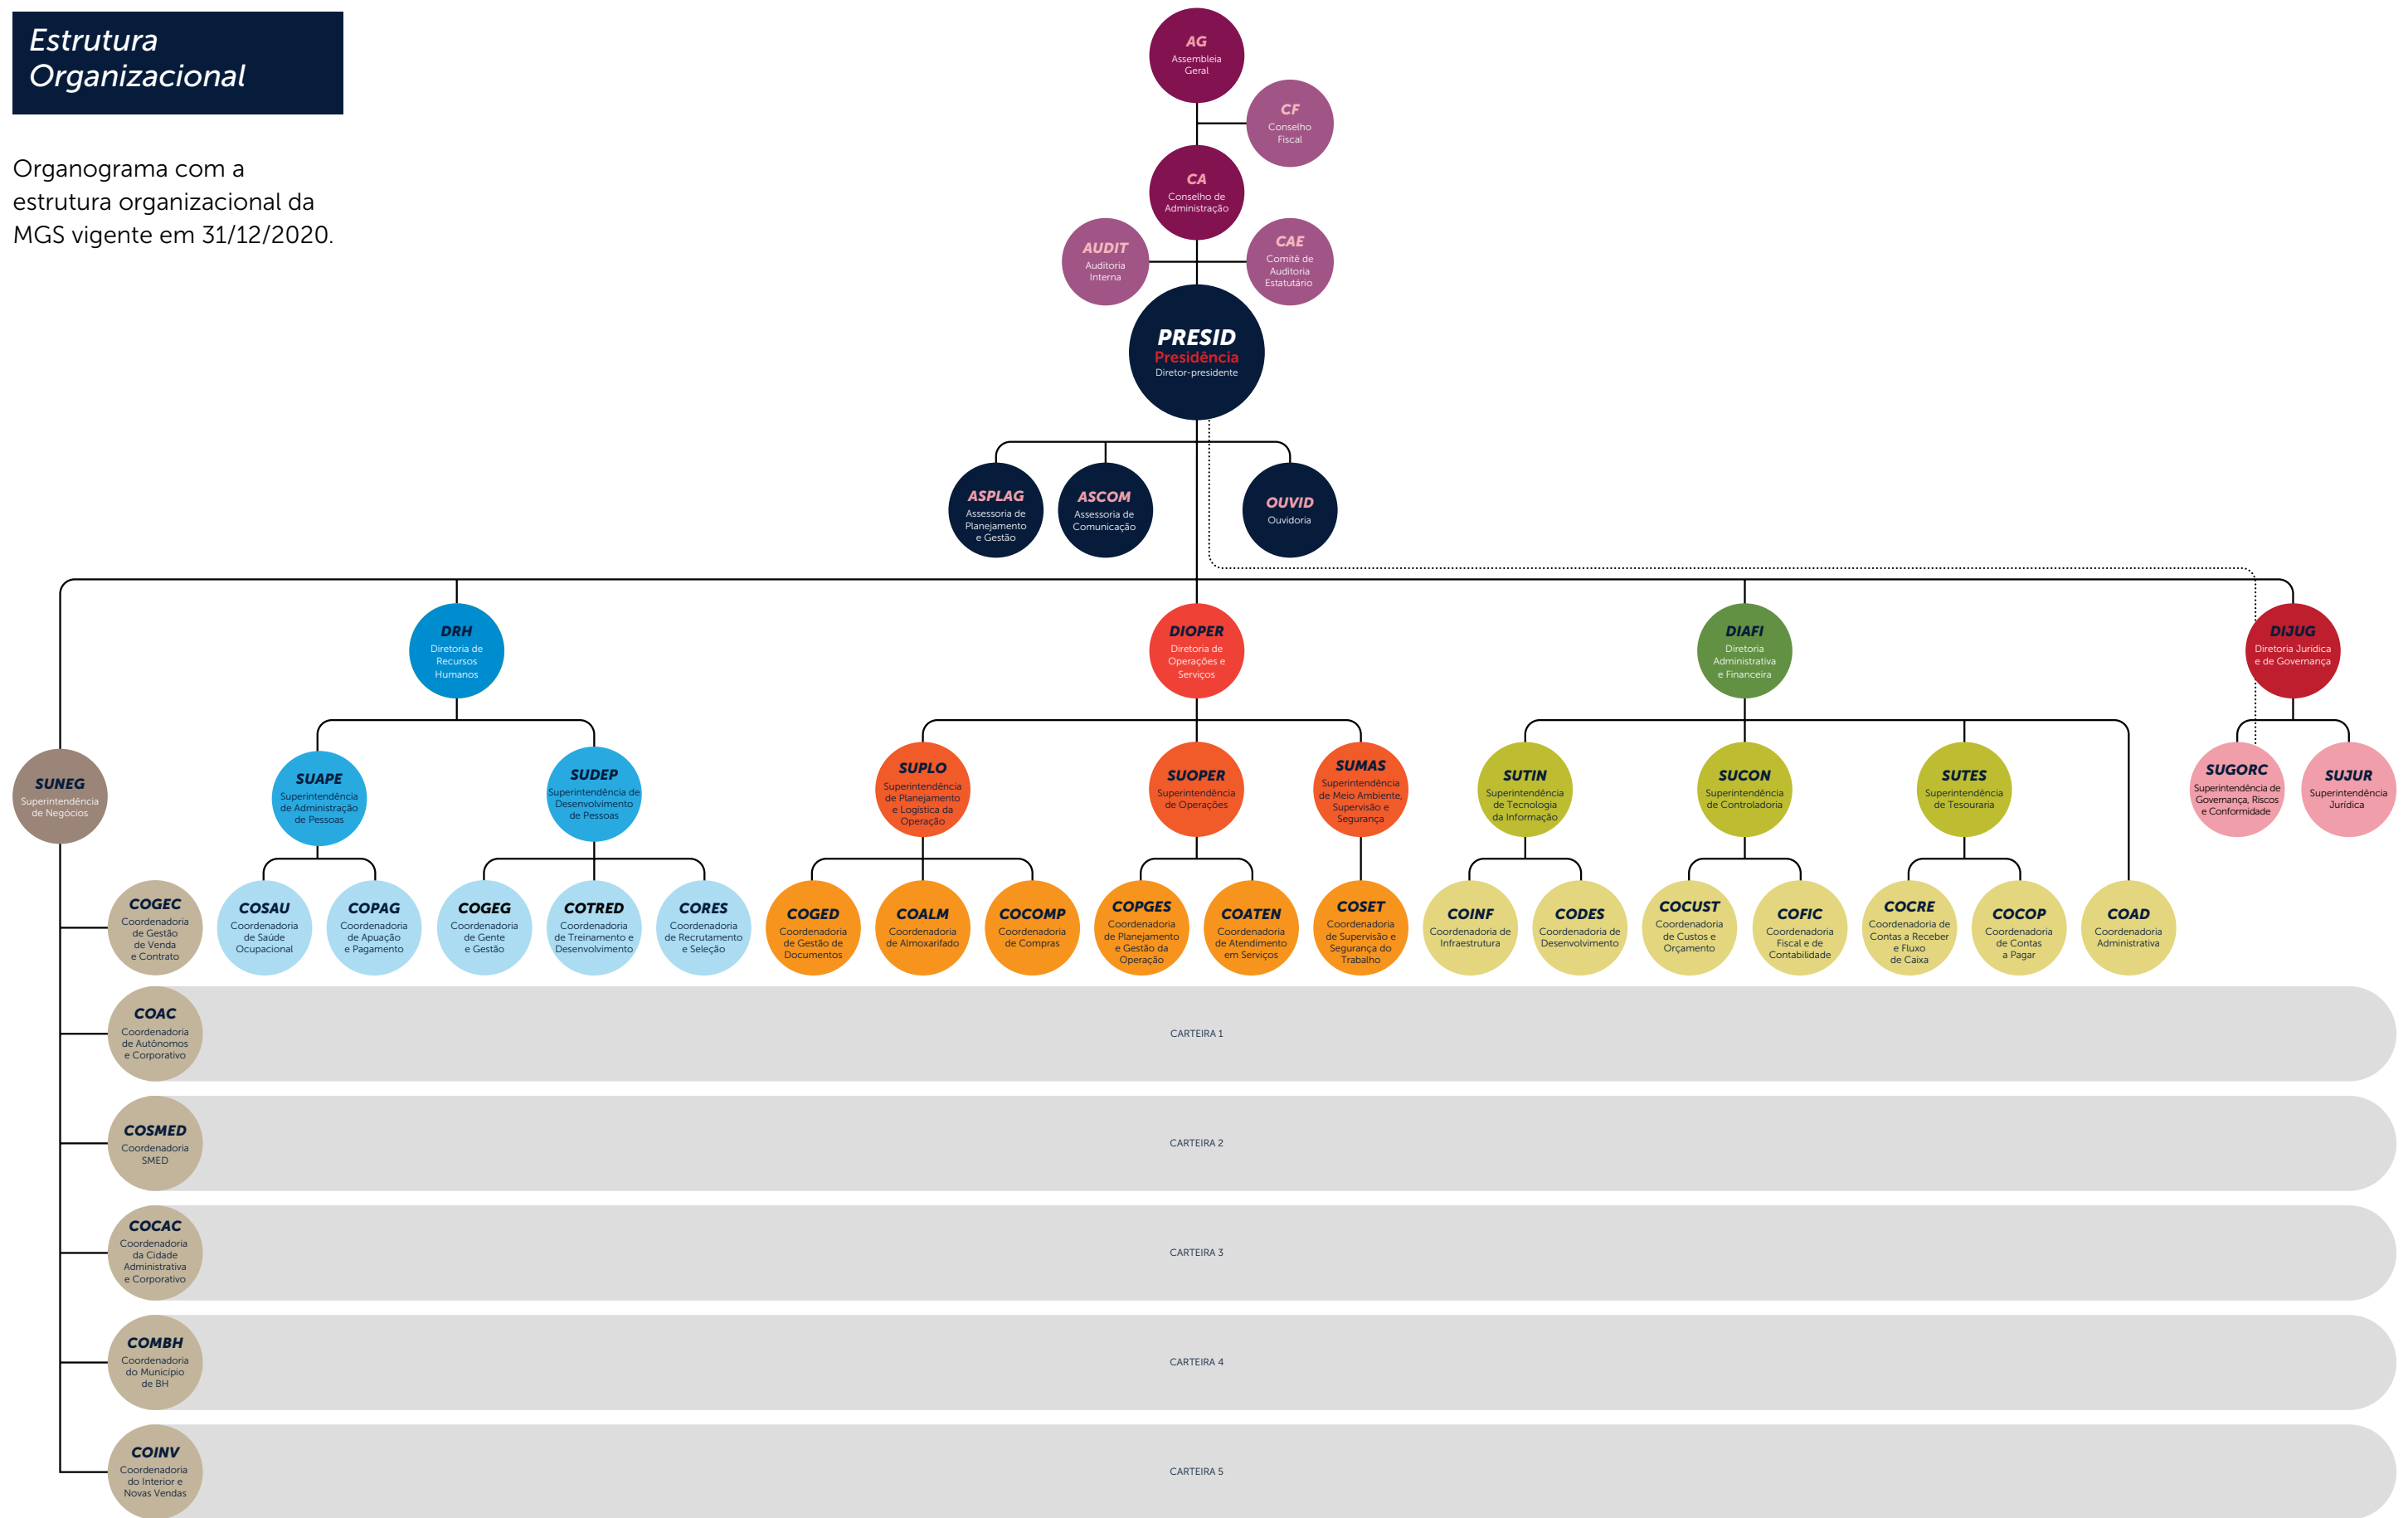 Estrutura
Organizacional
Organograma com a
estrutura organizacional da
MGS vigente em 31/12/2020.
AG
Assembleia
Geral
CF
Conselho
Fiscal
CA
Conselho de
Administração
AUDIT
Auditoria
Interna
CAE
Comitê de
Auditoria
Estatutário
PRESID
Presidência
Diretor-presidente
ASPLAG
Assessoria de
Planejamento
e Gestão
ASCOM
Assessoria de
Comunicação
OUVID
Ouvidoria
DRH
Diretoria de
Recursos
Humanos
DIOPER
Diretoria de
Operações e
Serviços
DIAFI
Diretoria
Administrativa
e Financeira
DIJUG
Diretoria Jurídica
e de Governança
SUNEG
Superintendência
de Negócios
SUAPE
Superintendência
de Administração
de Pessoas
SUDEP
Superintendência de
Desenvolvimento
de Pessoas
SUPLO
Superintendência
de Planejamento
e Logística da
Operação
SUOPER
Superintendência
de Operações
SUMAS
Superintendência
de Meio Ambiente,
Supervisão e
Segurança
SUTIN
Superintendência
de Tecnologia
da Informação
SUCON
Superintendência
de Controladoria
SUTES
Superintendência
de Tesouraria
SUGORC
Superintendência de
Governança, Riscos
e Conformidade
SUJUR
Superintendência
Jurídica
COGEC
Coordenadoria
de Gestão
de Venda
e Contrato
COSAU
Coordenadoria
de Saúde
Ocupacional
COPAG
Coordenadoria
de Apuação
e Pagamento
COGEG
Coordenadoria
de Gente
e Gestão
COTRED
Coordenadoria
de Treinamento e
Desenvolvimento
CORES
Coordenadoria
de Recrutamento
e Seleção
COGED
Coordenadoria
de Gestão de
Documentos
COALM
Coordenadoria
de Almoxarifado
COCOMP
Coordenadoria
de Compras
COPGES
Coordenadoria
de Planejamento
e Gestão da
Operação
COATEN
Coordenadoria
de Atendimento
em Serviços
COSET
Coordenadoria
de Supervisão e
Segurança do
Trabalho
COINF
Coordenadoria de
Infraestrutura
CODES
Coordenadoria de
Desenvolvimento
COCUST
Coordenadoria
de Custos e
Orçamento
COFIC
Coordenadoria
Fiscal e de
Contabilidade
COCRE
Coordenadoria de
Contas a Receber
e Fluxo
de Caixa
COCOP
Coordenadoria
de Contas
a Pagar
COAD
Coordenadoria
Administrativa
COAC
Coordenadoria
de Autônomos
e Corporativo
CARTEIRA 1
COSMED
Coordenadoria
SMED
CARTEIRA 2
COCAC
Coordenadoria
da Cidade
Administrativa
e Corporativo
CARTEIRA 3
COMBH
Coordenadoria
do Município
de BH
CARTEIRA 4
COINV
Coordenadoria
do Interior e
Novas Vendas
CARTEIRA 5